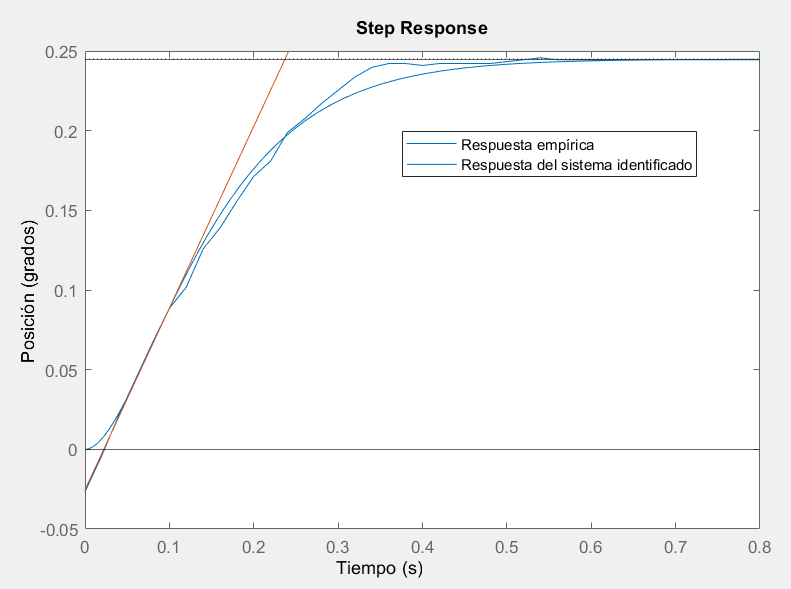 Step Response
0.25
0.2
0.15
0.1
0.05
0
-0.05
Posición (grados)
Respuesta empírica
Respuesta del sistema identificado
0 0.1 0.2 0.3 0.4 0.5 0.6 0.7 0.8
Tiempo (s)